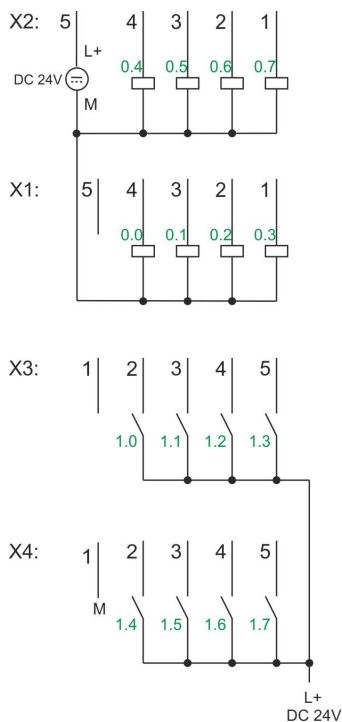 X2: 5 4 3 2 1
L+
DC 24V
0.4 0.5 0.6 0.7
M
X1: 5 4 3 2 1
0.0 0.1 0.2 0.3
X3: 1 2 3 4 5
1.0 1.1 1.2 1.3
X4: 1 2 3 4 5
M
1.4 1.5 1.6 1.7
L+
DC 24V